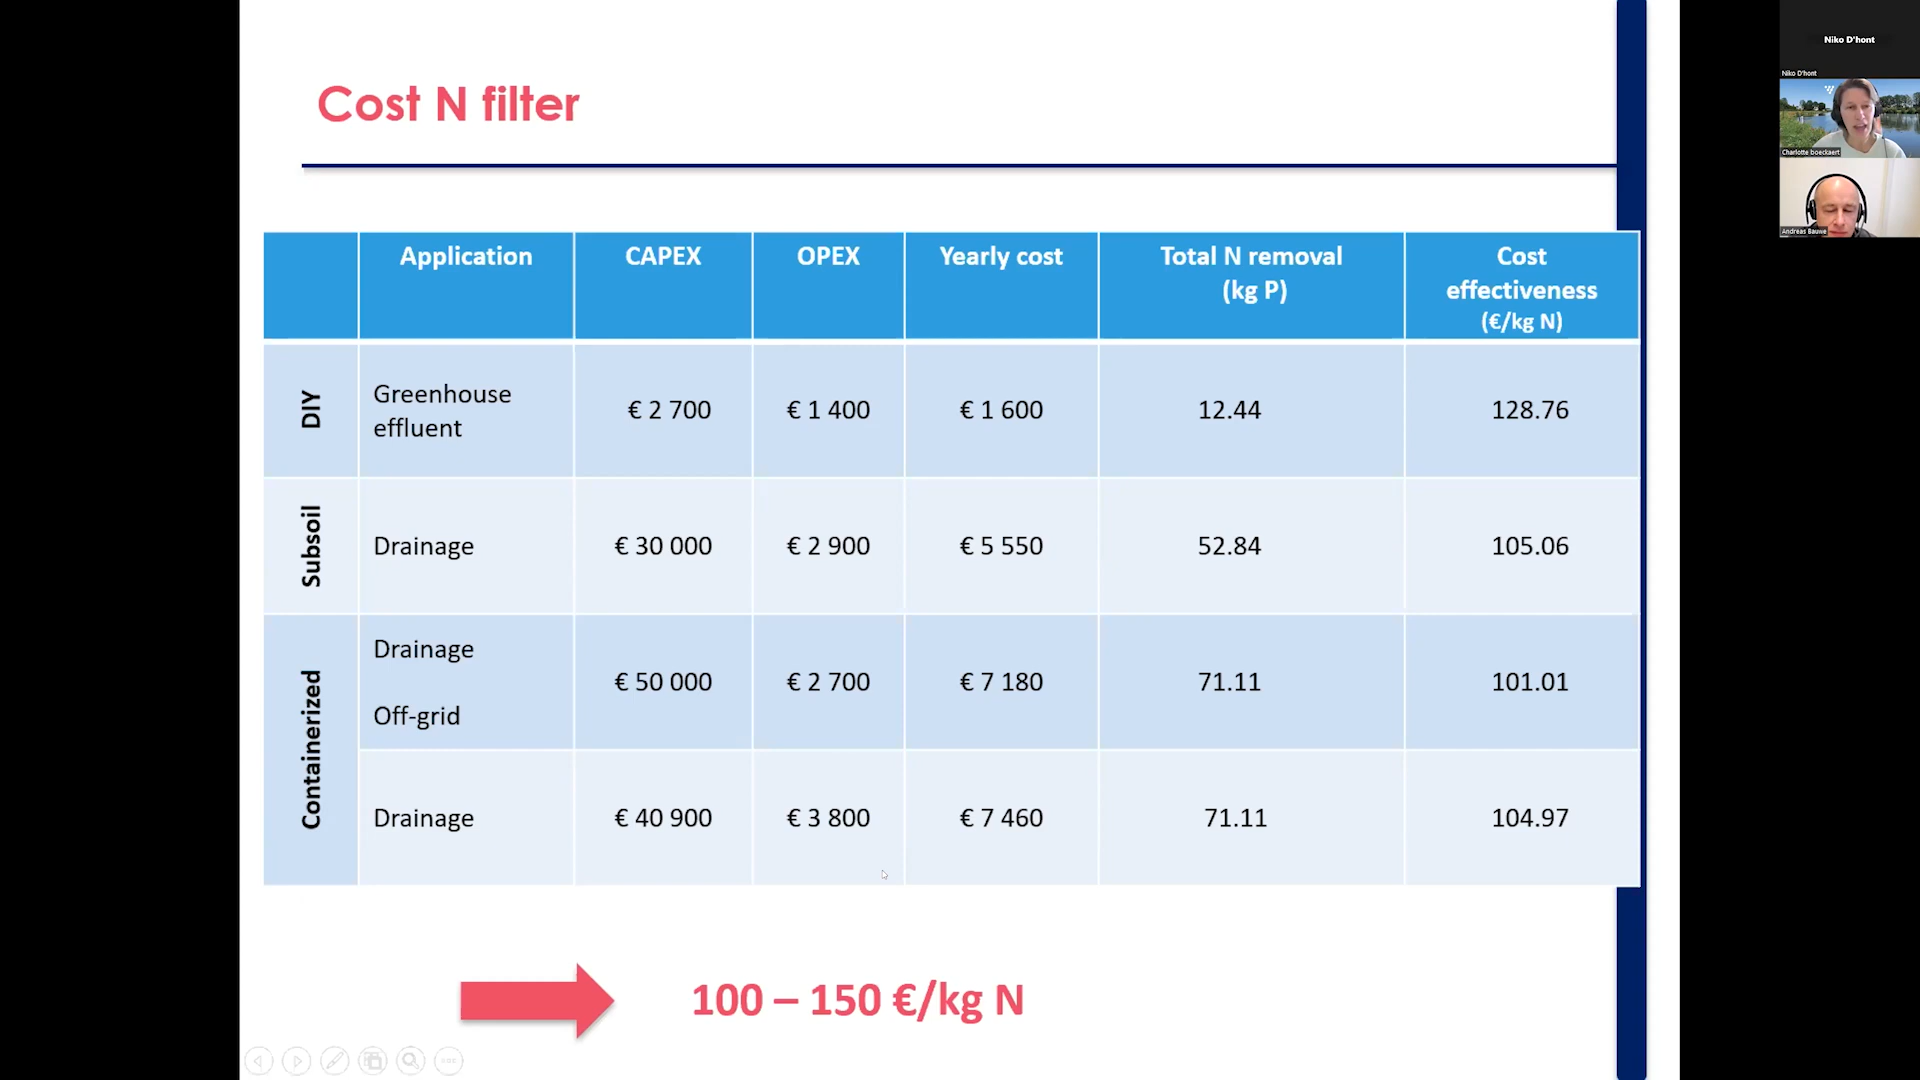 Cost N filter
Application CAPEX OPEX Yearly cost Total N removal Cost
(kg P) effectiveness
(€/kg N)
DIY
Greenhouse
effluent
€ 2 700 € 1 400 € 1 600 12.44 128.76
Subsoil
Drainage € 30 000 € 2 900 € 5 550 52.84 105.06
Containerized
Drainage
Off-grid
€ 50 000 € 2 700 € 7 180 71.11 101.01
Drainage € 40 900 € 3 800 € 7 460 71.11 104.97
100 – 150 €/kg N
Niko D'hont
Niko D'hont
Charlotte boeckaert
Andreas Bauwe